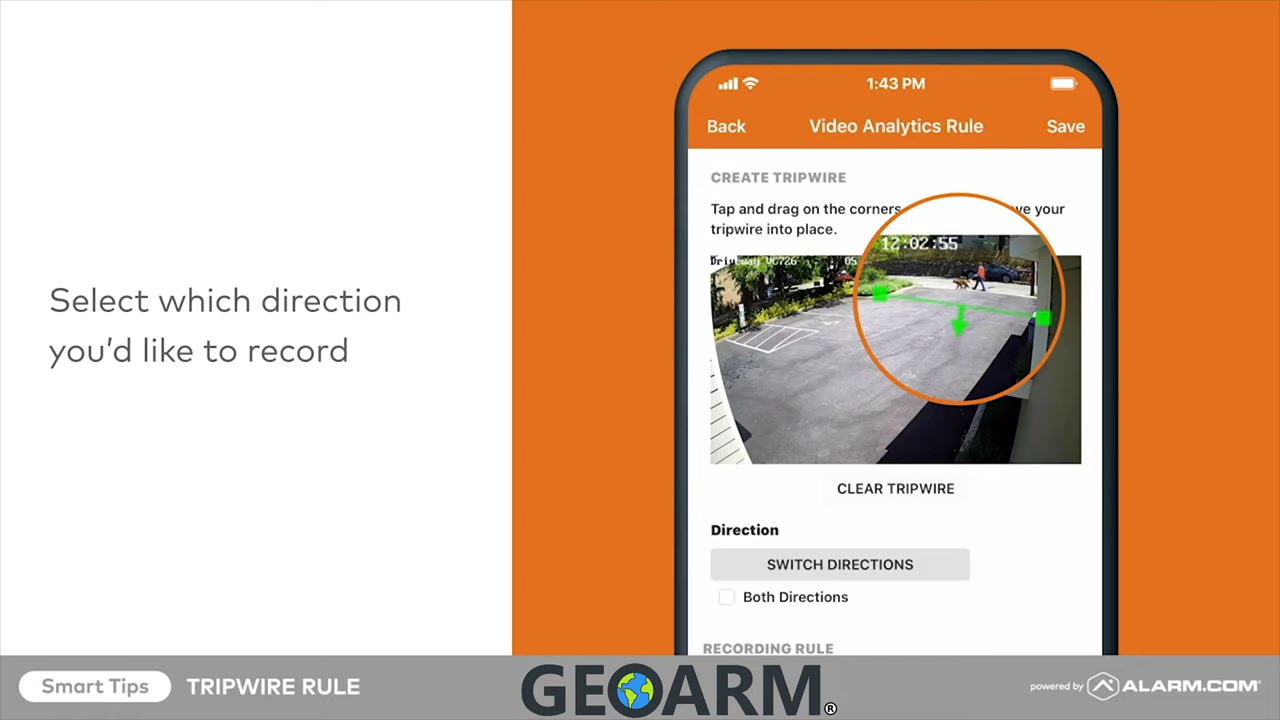 Select which direction
you'd like to record
1:43 PM
Back
Video Analytics Rule
Save
CREATE TRIPWIRE
Tap and drag on the corners
ve your
tripwire into place.
12:02:55
05
CLEAR TRIPWIRE
Direction
SWITCH DIRECTIONS
Both Directions
RECORDING RULE
Smart Tips
TRIPWIRE RULE
GEOARM®
powered by ALARM.COM®